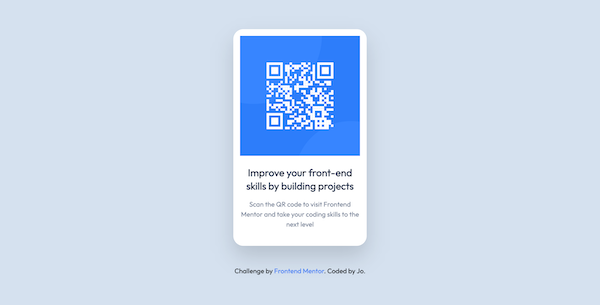 Improve your front-end
skills by building projects
Scan the QR code to visit Frontend
Mentor and take your coding skills to the
next level
Challenge by Frontend Mentor. Coded by Jo.